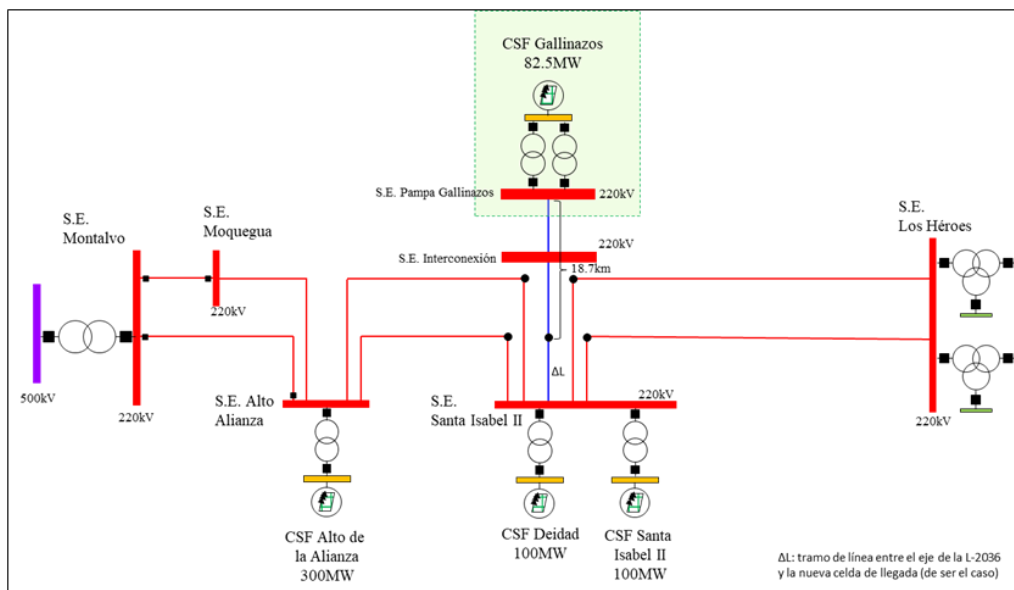 CSF Gallinazos
82.5MW
S.E. Pampa Gallinazos
220kV
S.E.
Montalvo
S.E.
Moquegua
S.E. Interconexión
220kV
18.7km
S.E.
Los Héroes
220kV
ΔL
500kV
220kV
S.E. Alto
Alianza
S.E.
Santa Isabel II
220kV
220kV
CSF Alto de
la Alianza
300MW
CSF Deidad
100MW
CSF Santa
Isabel II
100MW
ΔL: tramo de línea entre el eje de la L-2036
y la nueva celda de llegada (de ser el caso)